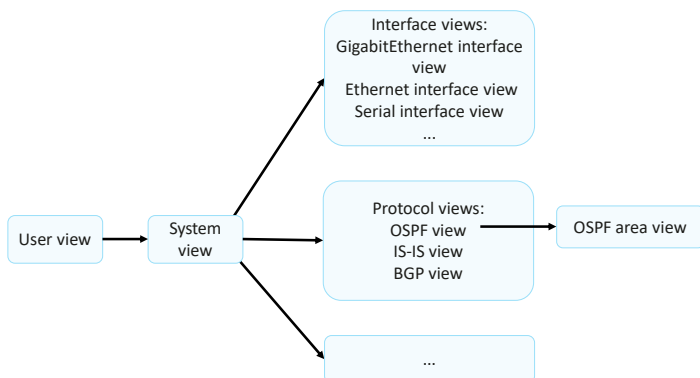 Interface views:
GigabitEthernet interface
view
Ethernet interface view
Serial interface view
...
User view
System
view
Protocol views:
OSPF view
IS-IS view
BGP view
OSPF area view
...